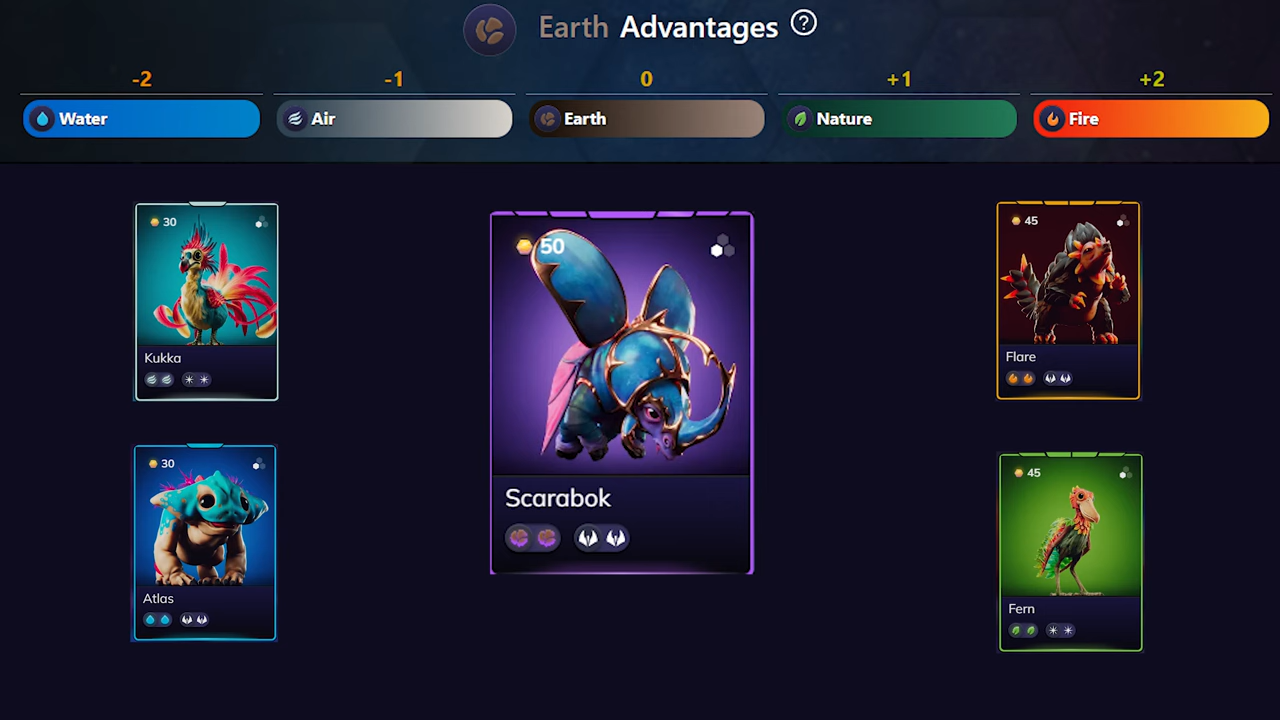 Earth Advantages ?
-2 -1 0 +1 +2
Water Air Earth Nature Fire
30
Kukka
30
Atlas
50
Scarabok
45
Flare
45
Fern